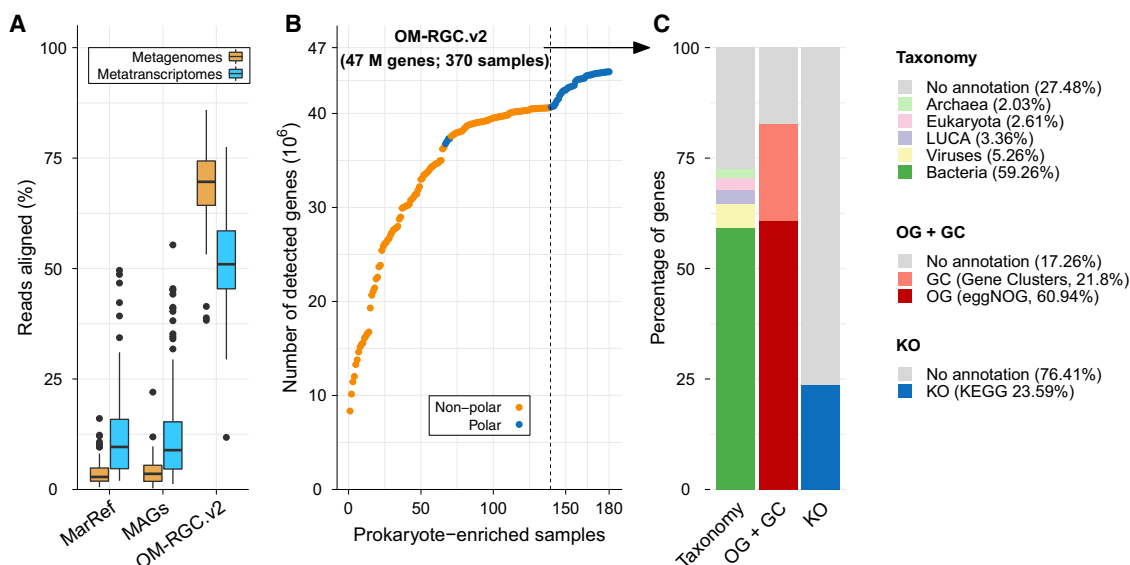 A
Reads aligned (%)
100
75
50
25
0
Metagenomes
Metatranscriptomes
MarRef
MAGs
OM-RGC.v2
B
Number of detected genes (10⁶)
47
40
30
20
10
0
OM-RGC.v2
(47 M genes; 370 samples)
Non-polar
Polar
0
50
100
150
180
Prokaryote-enriched samples
C
Percentage of genes
100
75
50
25
0
Taxonomy
OG + GC
KO
Taxonomy
No annotation (27.48%)
Archaea (2.03%)
Eukaryota (2.61%)
LUCA (3.36%)
Viruses (5.26%)
Bacteria (59.26%)
OG + GC
No annotation (17.26%)
GC (Gene Clusters, 21.8%)
OG (eggNOG, 60.94%)
KO
No annotation (76.41%)
KO (KEGG 23.59%)